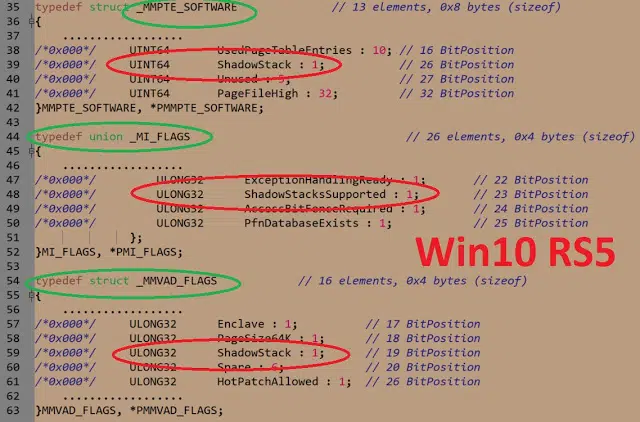 35 typedef struct _MMPTE_SOFTWARE // 13 elements, 0x8 bytes (sizeof)
36 {
37 ..................
38 /*0x000*/ UINT64 UsedPageTableEntries : 10; // 16 BitPosition
39 /*0x000*/ UINT64 ShadowStack : 1; // 26 BitPosition
40 /*0x000*/ UINT64 Unused : 5; // 27 BitPosition
41 /*0x000*/ UINT64 PageFileHigh : 32; // 32 BitPosition
42 }MMPTE_SOFTWARE, *PMMPTE_SOFTWARE;
43
44 typedef union _MI_FLAGS // 26 elements, 0x4 bytes (sizeof)
45 {
46 ..................
47 /*0x000*/ ULONG32 ExceptionHandlingReady : 1; // 22 BitPosition
48 /*0x000*/ ULONG32 ShadowStacksSupported : 1; // 23 BitPosition
49 /*0x000*/ ULONG32 AccessBitFenceRequired : 1; // 24 BitPosition
50 /*0x000*/ ULONG32 PfnDatabaseExists : 1; // 25 BitPosition
51 };
52 }MI_FLAGS, *PMI_FLAGS;
Win10 RS5
53
54 typedef struct _MMVAD_FLAGS // 16 elements, 0x4 bytes (sizeof)
55 {
56 ..................
57 /*0x000*/ ULONG32 Enclave : 1; // 17 BitPosition
58 /*0x000*/ ULONG32 PageSize64K : 1; // 18 BitPosition
59 /*0x000*/ ULONG32 ShadowStack : 1; // 19 BitPosition
60 /*0x000*/ ULONG32 Spare : 6; // 20 BitPosition
61 /*0x000*/ ULONG32 HotPatchAllowed : 1; // 26 BitPosition
62 ..................
63 }MMVAD_FLAGS, *PMMVAD_FLAGS;